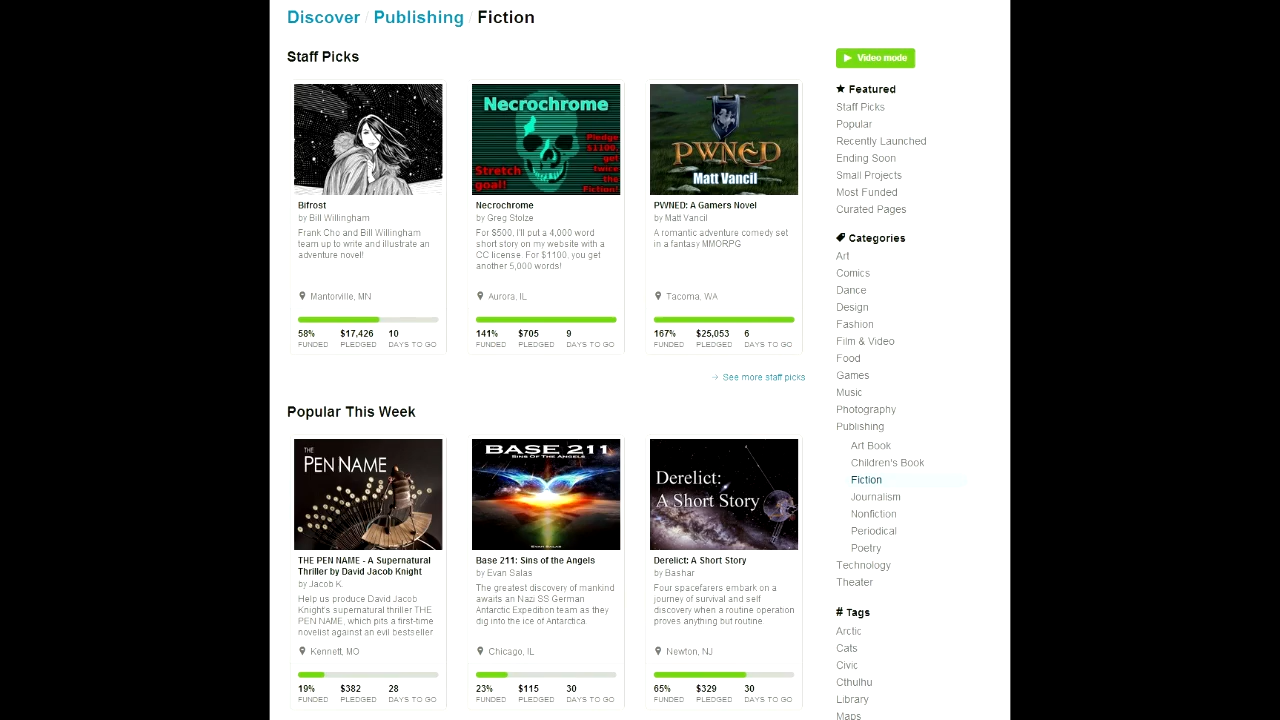 Discover / Publishing / Fiction
Staff Picks
Necrochrome
Pledge
$1100,
get
twice
the
Fiction!
Stretch
goal!
PWNED
Matt Vancil
Bifrost
by Bill Willingham
Frank Cho and Bill Willingham
team up to write and illustrate an
adventure novel!
Mantorville, MN
58% $17,426 10
FUNDED PLEDGED DAYS TO GO
Necrochrome
by Greg Stolze
For $500, I'll put a 4,000 word
short story on my website with a
CC license. For $1100, you get
another 5,000 words!
Aurora, IL
141% $705 9
FUNDED PLEDGED DAYS TO GO
PWNED: A Gamers Novel
by Matt Vancil
A romantic adventure comedy set
in a fantasy MMORPG
Tacoma, WA
167% $25,053 6
FUNDED PLEDGED DAYS TO GO
See more staff picks
Popular This Week
THE
PEN NAME
BASE 211
SINS OF THE ANGELS
EVAN SALAS
Derelict:
A Short Story
THE PEN NAME - A Supernatural
Thriller by David Jacob Knight
by Jacob K.
Help us produce David Jacob
Knight's supernatural thriller THE
PEN NAME, which pits a first-time
novelist against an evil bestseller
Kennett, MO
19% $382 28
FUNDED PLEDGED DAYS TO GO
Base 211: Sins of the Angels
by Evan Salas
The greatest discovery of mankind
awaits an Nazi SS German
Antarctic Expedition team as they
dig into the ice of Antarctica.
Chicago, IL
23% $115 30
FUNDED PLEDGED DAYS TO GO
Derelict: A Short Story
by Bashar
Four spacefarers embark on a
journey of survival and self
discovery when a routine operation
proves anything but routine.
Newton, NJ
65% $329 30
FUNDED PLEDGED DAYS TO GO
Video mode
Featured
Staff Picks
Popular
Recently Launched
Ending Soon
Small Projects
Most Funded
Curated Pages
Categories
Art
Comics
Dance
Design
Fashion
Film & Video
Food
Games
Music
Photography
Publishing
Art Book
Children's Book
Fiction
Journalism
Nonfiction
Periodical
Poetry
Technology
Theater
# Tags
Arctic
Cats
Civic
Cthulhu
Library
Maps